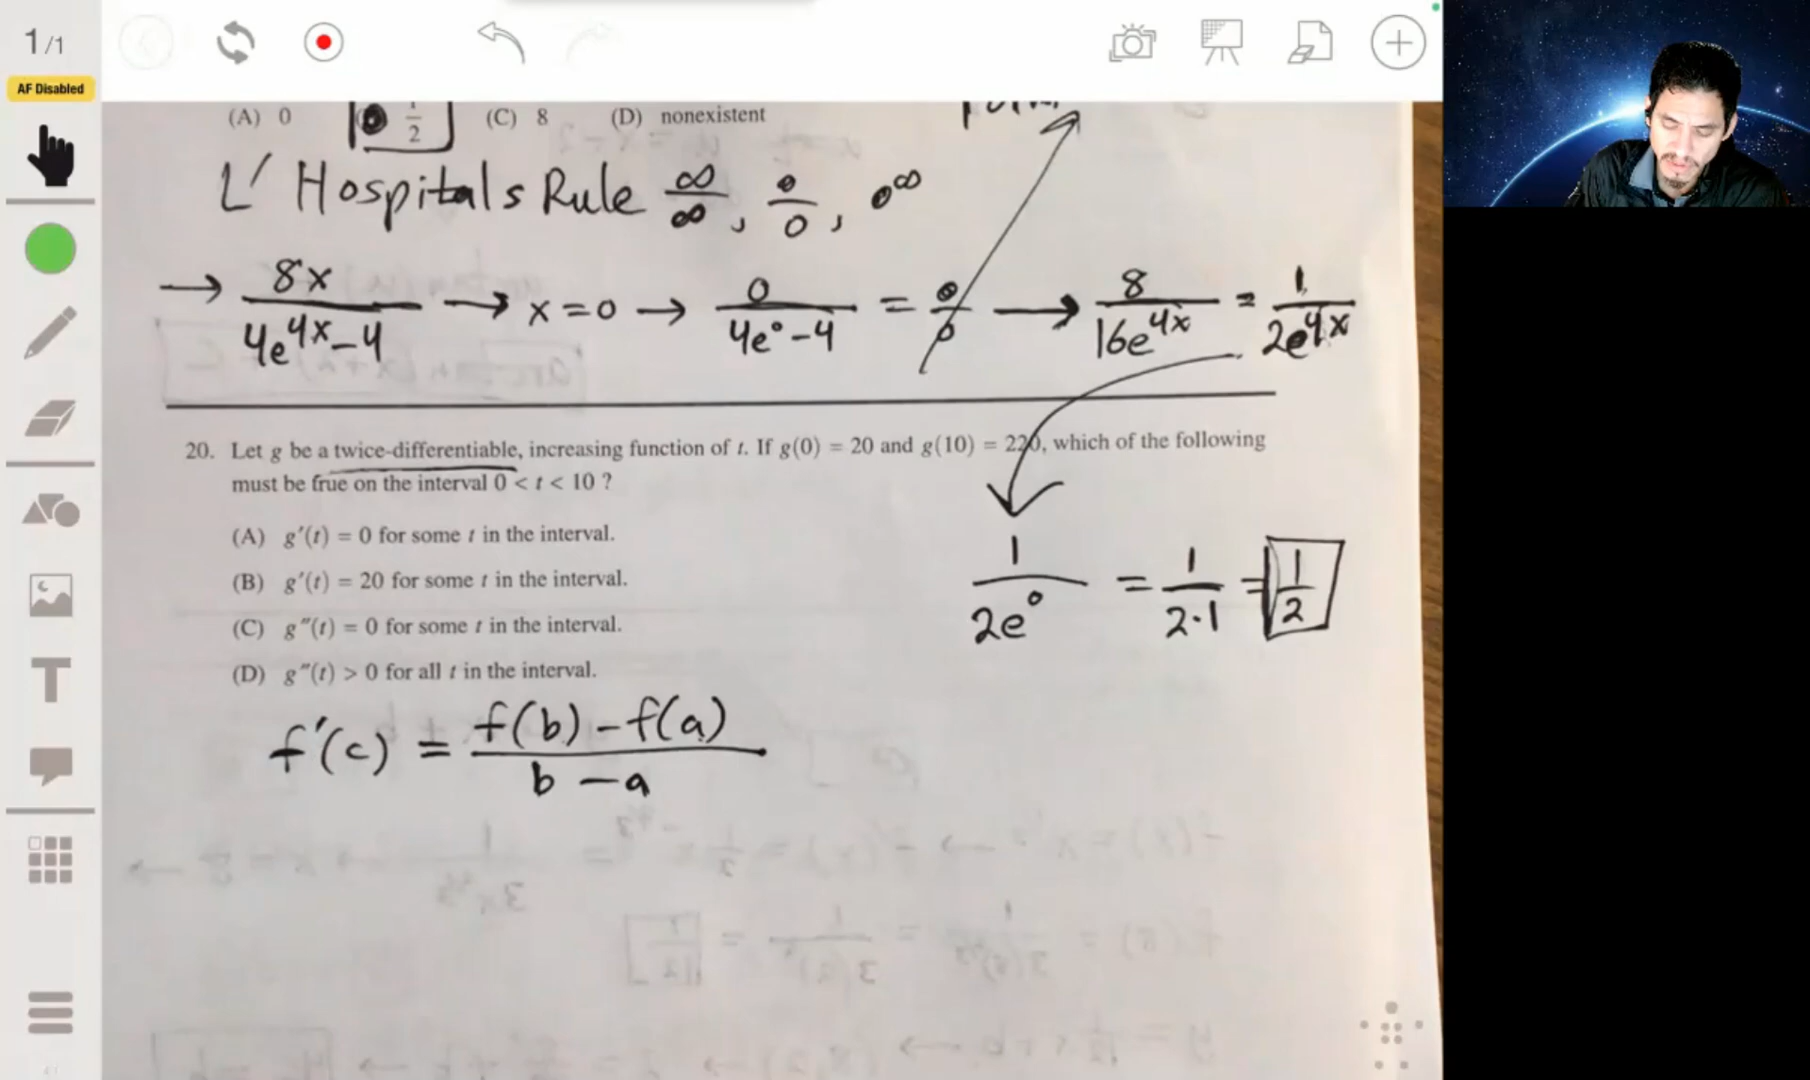 1/1
AF Disabled
(A) 0 1/2 (C) 8 (D) nonexistent
L' Hospitals Rule ∞/∞, 0/0, 0^∞
→ 8x/(4e^4x−4) → x=0 → 0/(4e^0−4) = 0/0 → 8/(16e^4x) = 1/(2e^4x)
20. Let g be a twice-differentiable, increasing function of t. If g(0) = 20 and g(10) = 220, which of the following
must be true on the interval 0 < t < 10 ?
(A) g′(t) = 0 for some t in the interval.
(B) g′(t) = 20 for some t in the interval.
(C) g″(t) = 0 for some t in the interval.
(D) g″(t) > 0 for all t in the interval.
1/(2e^0) = 1/(2·1) = 1/2
f'(c) = (f(b)−f(a))/(b−a)
T